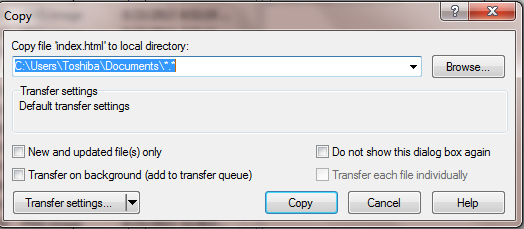 Copy
Copy file 'index.html' to local directory:
C:\Users\Toshiba\Documents\*.*
Browse...
Transfer settings
Default transfer settings
New and updated file(s) only
Do not show this dialog box again
Transfer on background (add to transfer queue)
Transfer each file individually
Transfer settings...
Copy
Cancel
Help